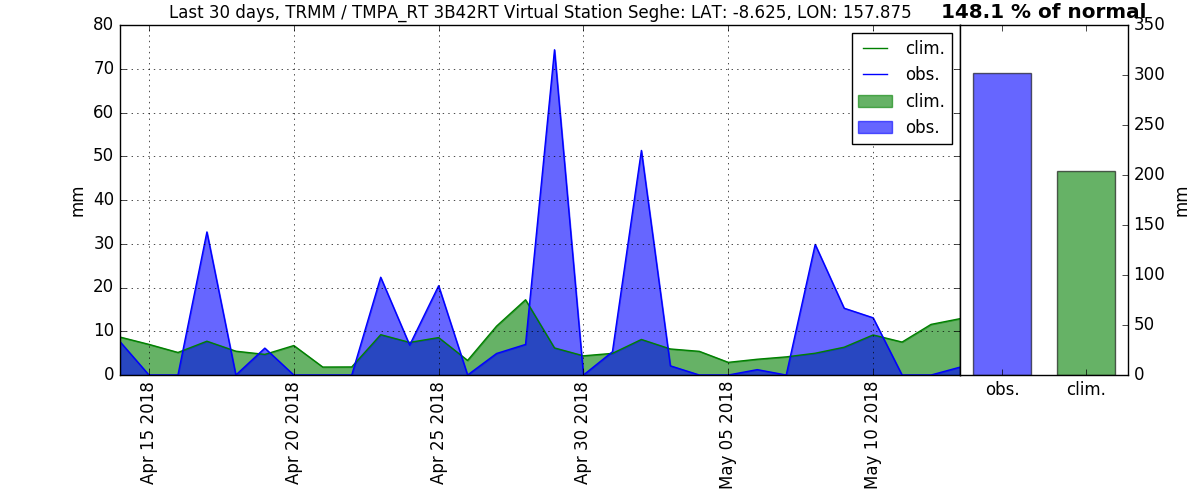 Last 30 days, TRMM / TMPA_RT 3B42RT Virtual Station Seghe: LAT: -8.625, LON: 157.875
148.1 % of normal
80
70
60
50
40
30
20
10
0
mm
clim.
obs.
clim.
obs.
Apr 15 2018
Apr 20 2018
Apr 25 2018
Apr 30 2018
May 05 2018
May 10 2018
350
300
250
200
150
100
50
0
mm
obs.
clim.